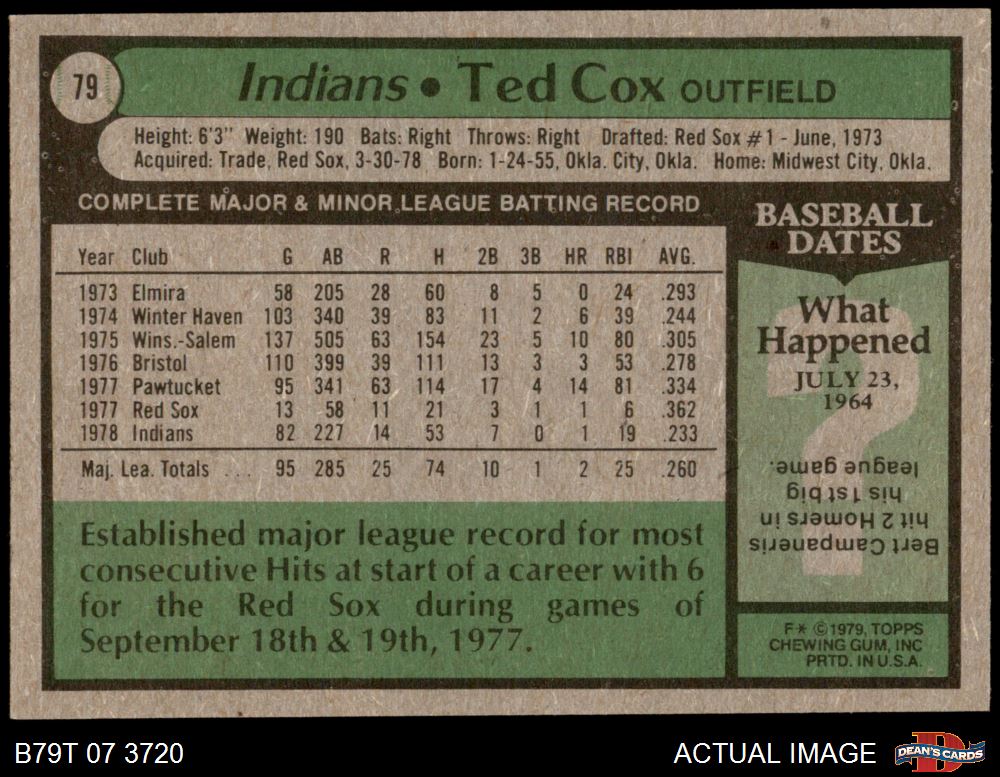 79
Indians • Ted Cox OUTFIELD
Height: 6'3" Weight: 190 Bats: Right Throws: Right Drafted: Red Sox #1 - June, 1973
Acquired: Trade, Red Sox, 3-30-78 Born: 1-24-55, Okla. City, Okla. Home: Midwest City, Okla.
COMPLETE MAJOR & MINOR LEAGUE BATTING RECORD
Year Club G AB R H 2B 3B HR RBI AVG.
1973 Elmira 58 205 28 60 8 5 0 24 .293
1974 Winter Haven 103 340 39 83 11 2 6 39 .244
1975 Wins.-Salem 137 505 63 154 23 5 10 80 .305
1976 Bristol 110 399 39 111 13 3 3 53 .278
1977 Pawtucket 95 341 63 114 17 4 14 81 .334
1977 Red Sox 13 58 11 21 3 1 1 6 .362
1978 Indians 82 227 14 53 7 0 1 19 .233
Maj. Lea. Totals ... 95 285 25 74 10 1 2 25 .260
Established major league record for most
consecutive Hits at start of a career with 6
for the Red Sox during games of
September 18th & 19th, 1977.
BASEBALL
DATES
What
Happened
JULY 23,
1964
?
Bert Campaneris
hit 2 Homers in
his 1st big
league game.
F* ©1979, TOPPS
CHEWING GUM, INC
PRTD. IN U.S.A.
B79T 07 3720
ACTUAL IMAGE
DEAN'S CARDS